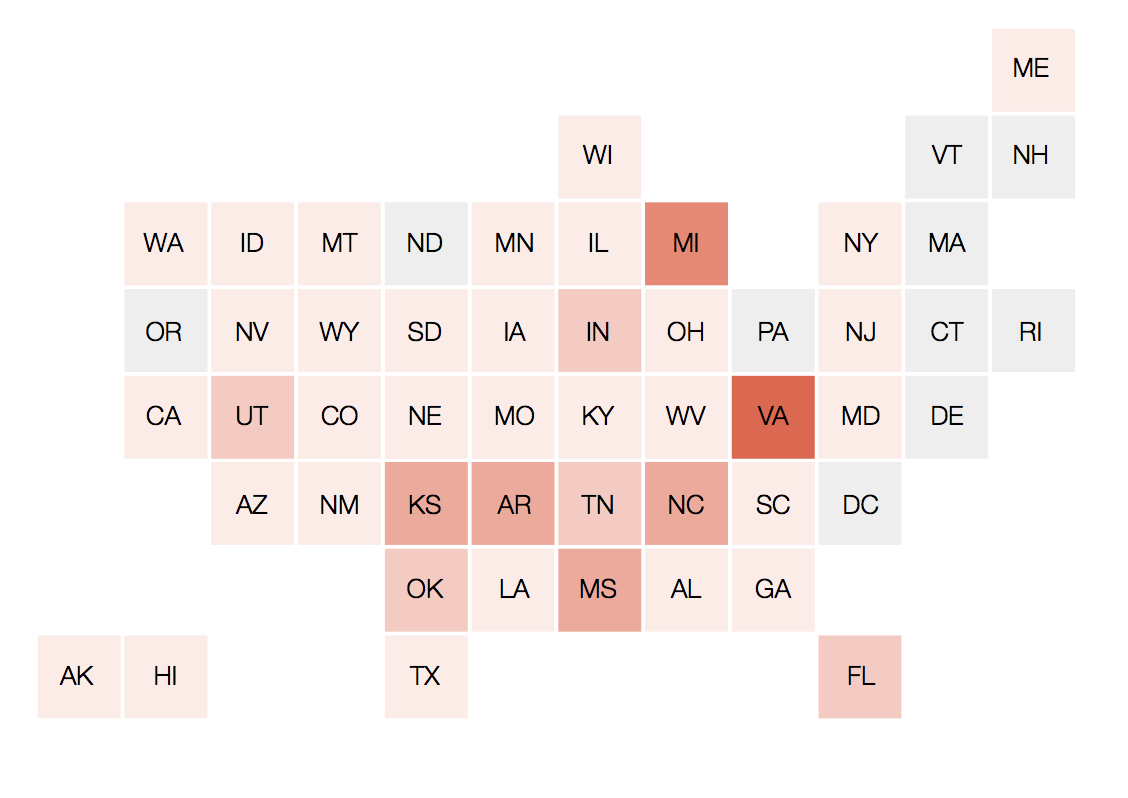 ME
WI VT NH
WA ID MT ND MN IL MI NY MA
OR NV WY SD IA IN OH PA NJ CT RI
CA UT CO NE MO KY WV VA MD DE
AZ NM KS AR TN NC SC DC
OK LA MS AL GA
AK HI TX FL